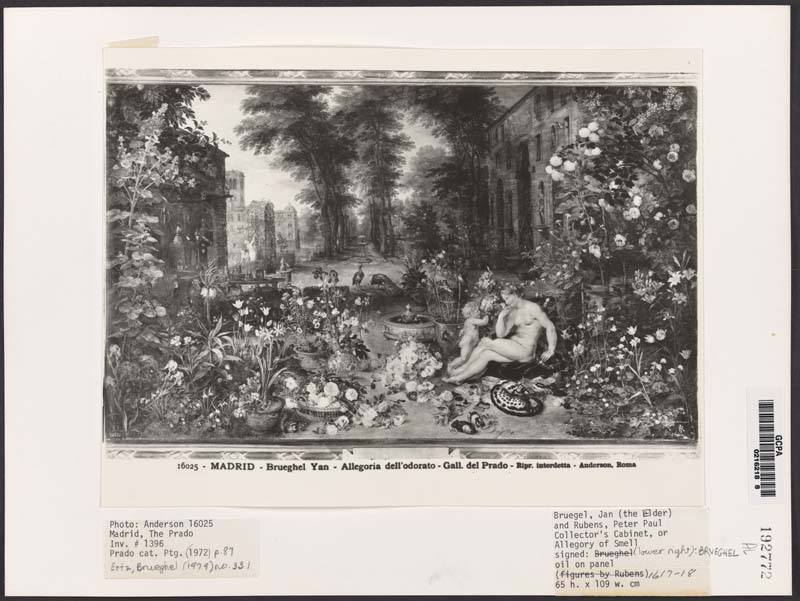 16025 - MADRID - Brueghel Yan - Allegoria dell'odorato - Gall. del Prado - Ripr. interdetta - Anderson, Roma
Photo: Anderson 16025
Madrid, The Prado
Inv. # 1396
Prado cat. Ptg. (1972) p.87
Ertz, Brueghel (1979) no. 331
Bruegel, Jan (the Elder)
and Rubens, Peter Paul
Collector's Cabinet, or
Allegory of Smell
signed: Brueghel (lower right): BRVEGHEL
oil on panel
(figures by Rubens) 1617-18
65 h. x 109 w. cm
GCPA
0216218 8
192772